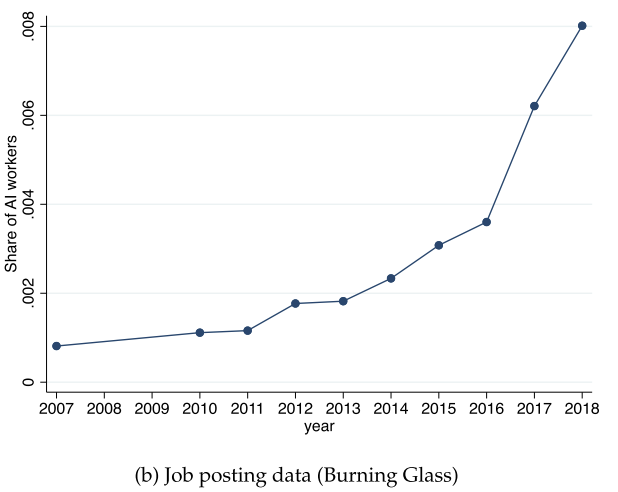 .008
.006
.004
.002
0
Share of AI workers
2007 2008 2009 2010 2011 2012 2013 2014 2015 2016 2017 2018
year
(b) Job posting data (Burning Glass)